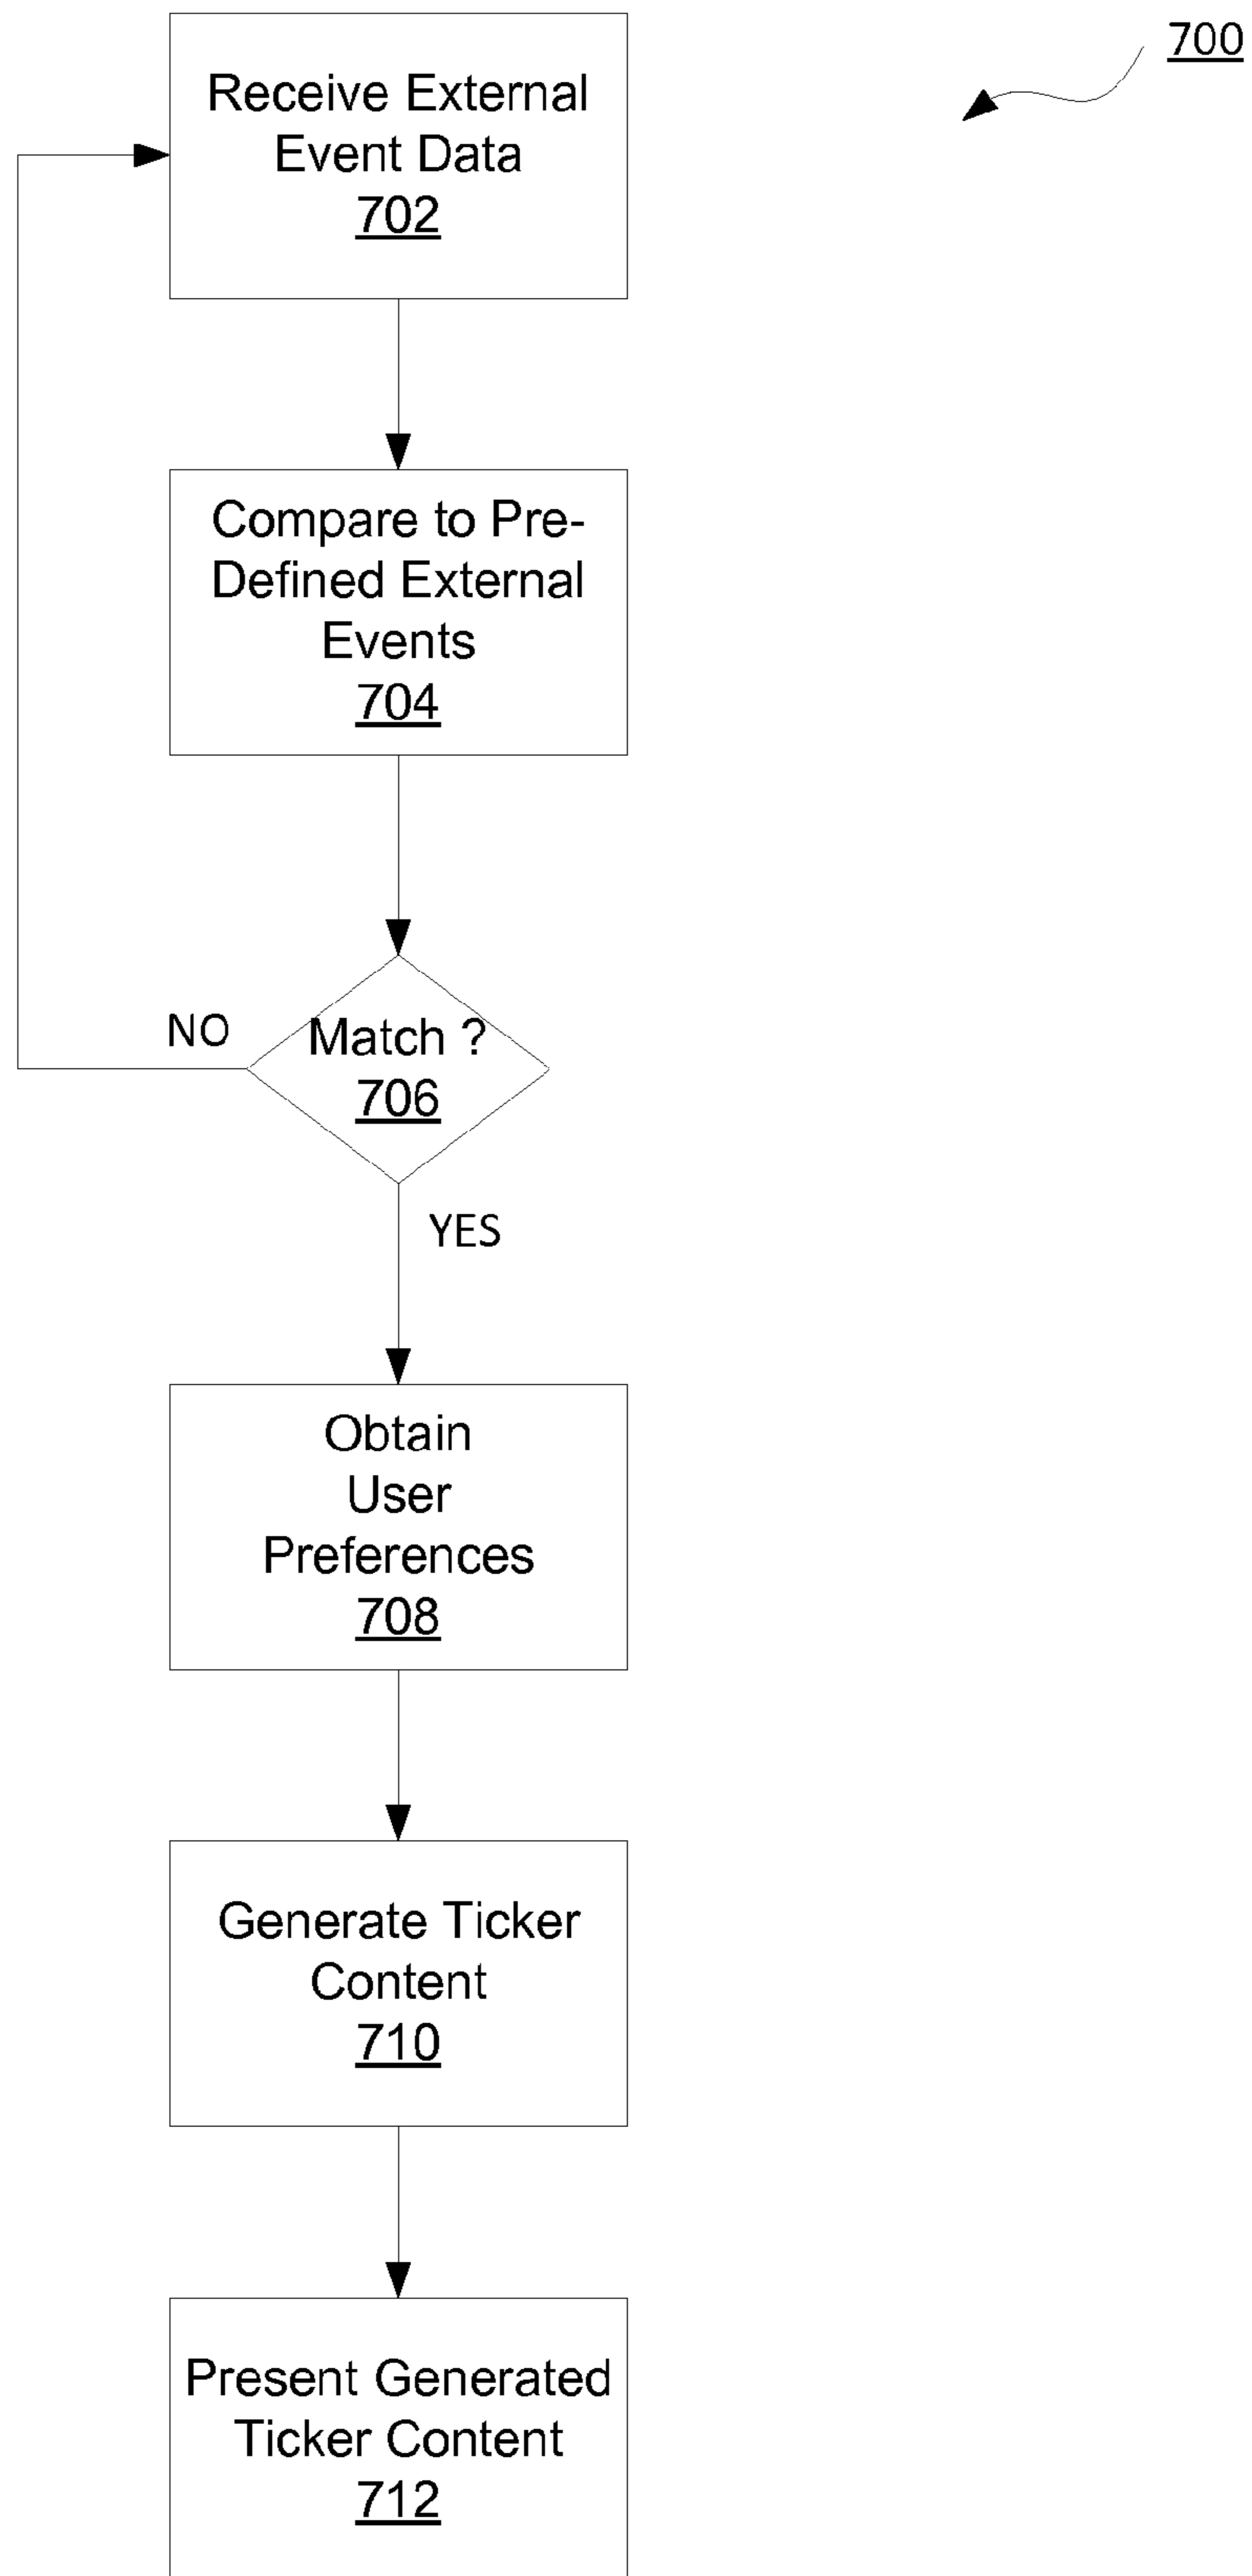 700
Receive External
Event Data
702
Compare to Pre-
Defined External
Events
704
Match ?
706
NO
YES
Obtain
User
Preferences
708
Generate Ticker
Content
710
Present Generated
Ticker Content
712